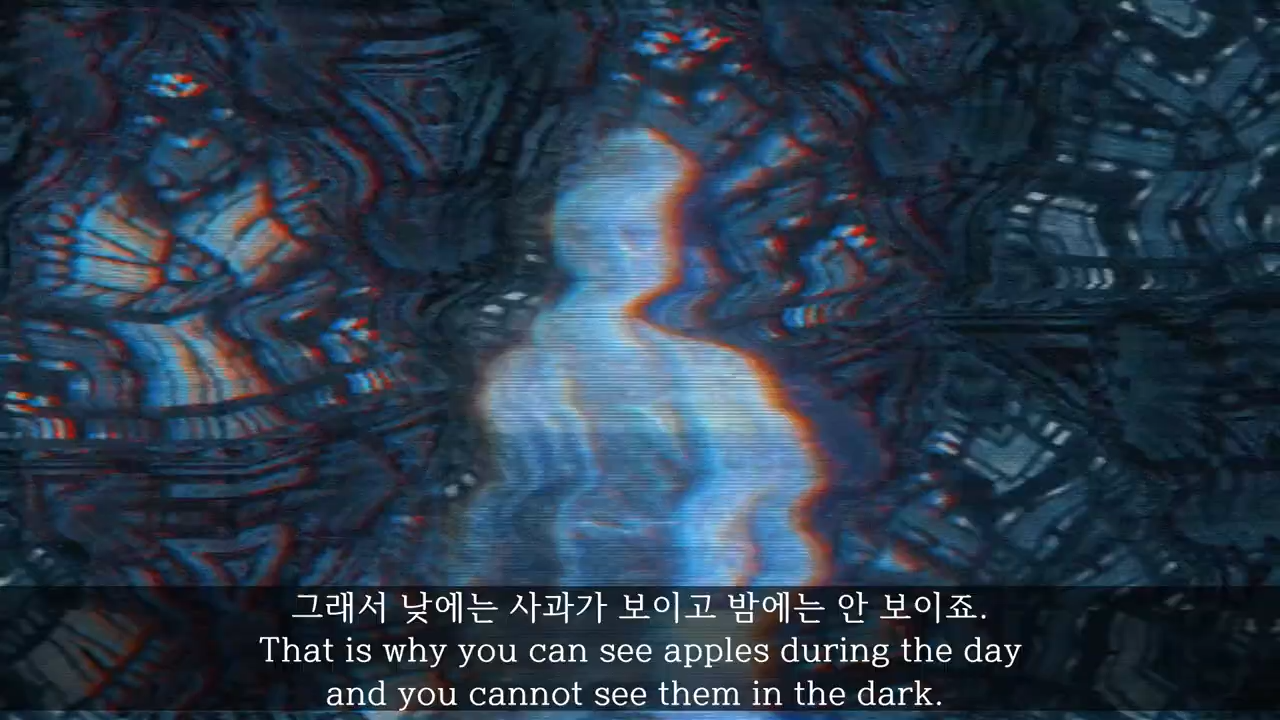 그래서 낮에는 사과가 보이고 밤에는 안 보이죠.
That is why you can see apples during the day
and you cannot see them in the dark.